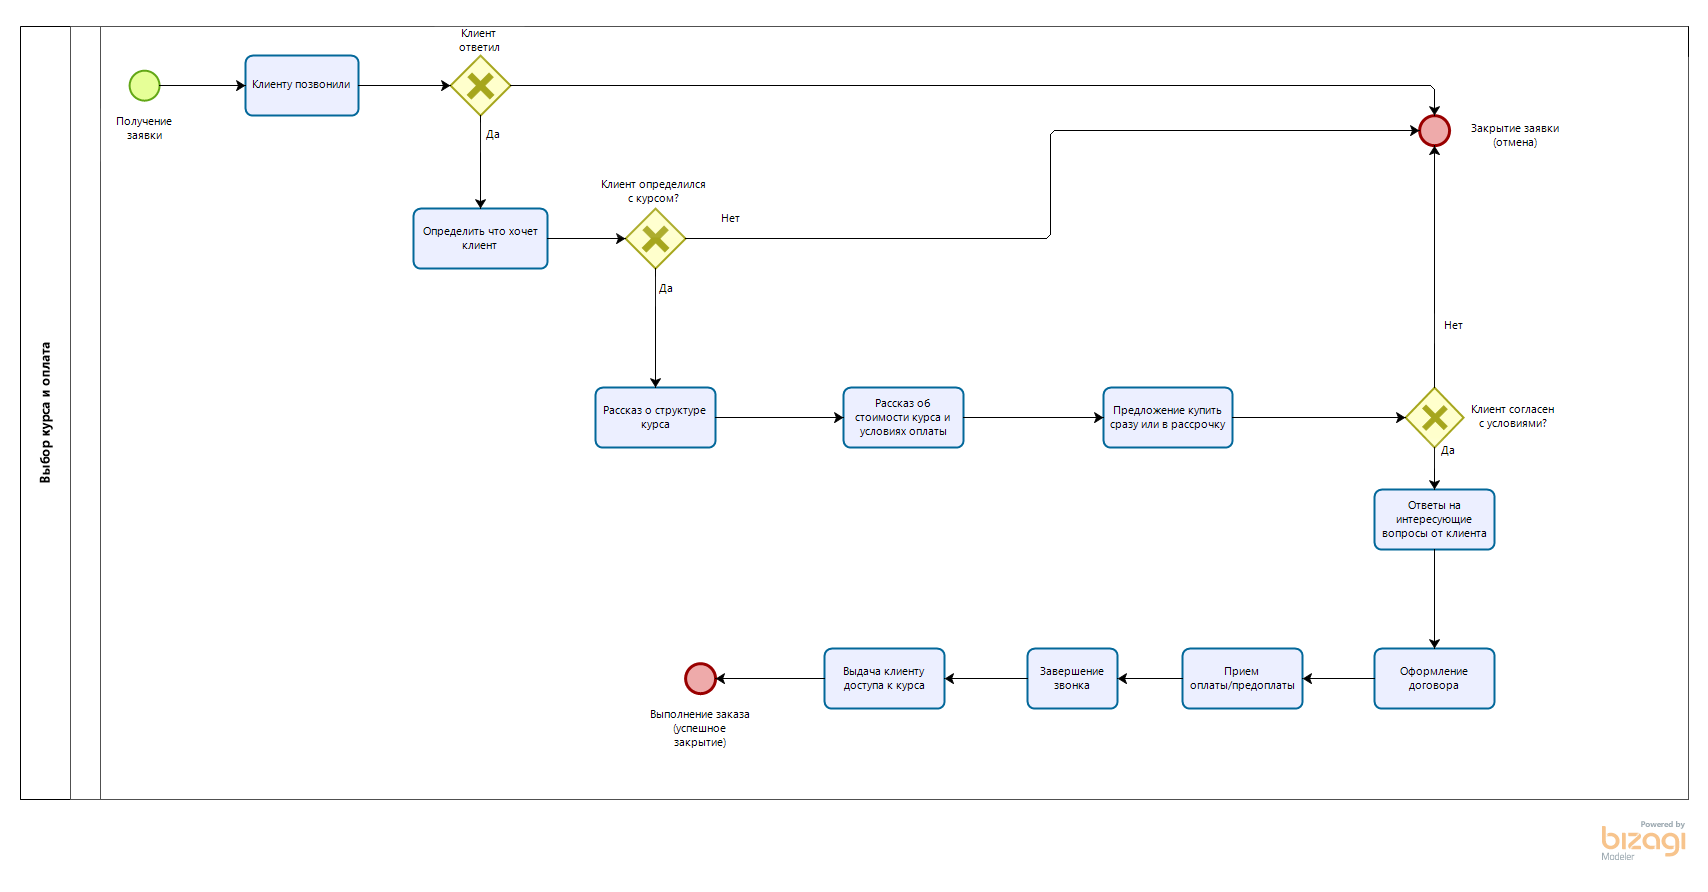 Выбор курса и оплата
Клиент
ответил
Клиенту позвонили
Получение
заявки
Да
Закрытие заявки
(отмена)
Клиент определился
с курсом?
Нет
Определить что хочет
клиент
Да
Нет
Рассказ о структуре
курса
Рассказ об
стоимости курса и
условиях оплаты
Предложение купить
сразу или в рассрочку
Клиент согласен
с условиями?
Да
Ответы на
интересующие
вопросы от клиента
Оформление
договора
Прием
оплаты/предоплаты
Завершение
звонка
Выдача клиенту
доступа к курса
Выполнение заказа
(успешное
закрытие)
Powered by
bizagi
Modeler